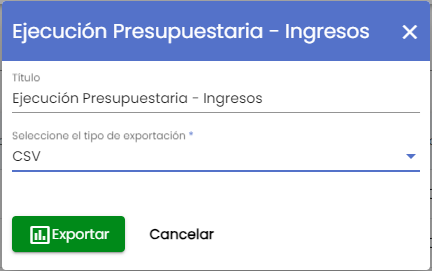 Ejecución Presupuestaria - Ingresos
Título
Ejecución Presupuestaria - Ingresos
Seleccione el tipo de exportación *
CSV
Exportar
Cancelar